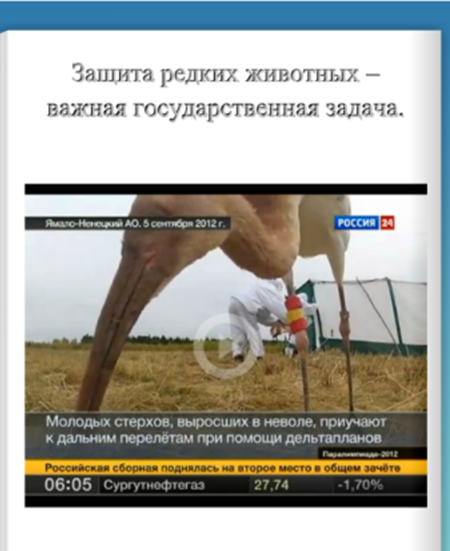 Защита редких животных –
важная государственная задача.
Ямало-Ненецкий АО. 5 сентября 2012 г.
РОССИЯ 24
Молодых стерхов, выросших в неволе, приучают
к дальним перелётам при помощи дельтапланов
Паралимпиада-2012
Российская сборная поднялась на второе место в общем зачёте
06:05 Сургутнефтегаз 27,74 -1,70%